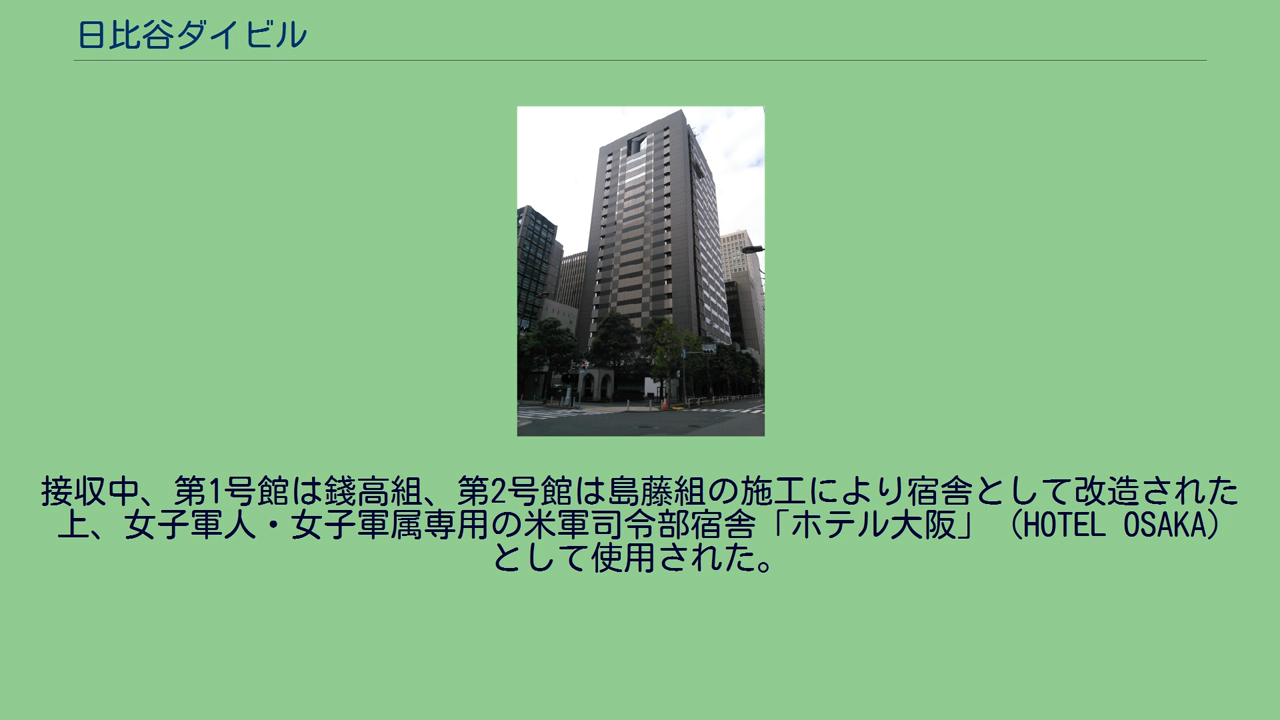 日比谷ダイビル
接収中、第1号館は錢高組、第2号館は島藤組の施工により宿舎として改造された
上、女子軍人・女子軍属専用の米軍司令部宿舎「ホテル大阪」（HOTEL OSAKA）
として使用された。